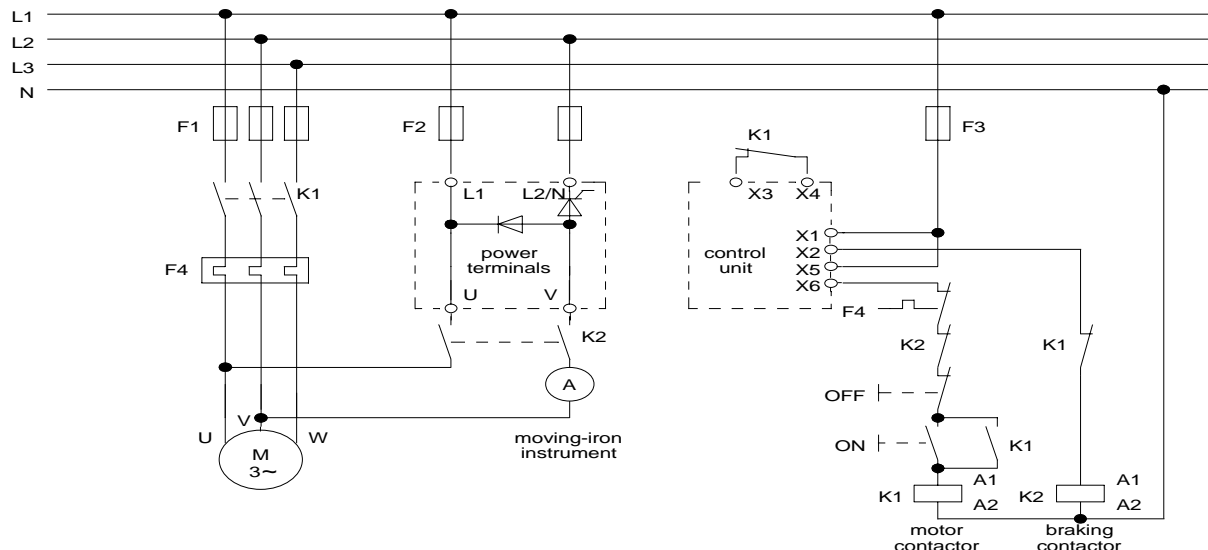 L1
L2
L3
N
F1
F2
F3
K1
K1
L1
L2/N
X3
X4
F4
power
terminals
control
unit
X1
X2
X5
X6
U
V
F4
K2
K2
K1
A
OFF
V
U
W
M
3~
moving-iron
instrument
ON
K1
K1
A1
A2
K2
A1
A2
motor
contactor
braking
contactor